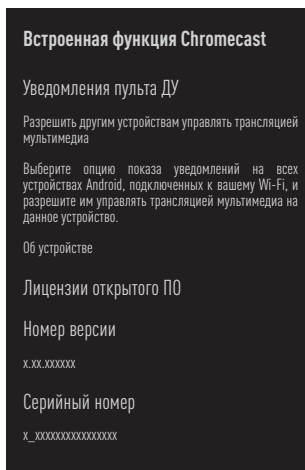 Встроенная функция Chromecast
Уведомления пульта ДУ
Разрешить другим устройствам управлять трансляцией
мультимедиа
Выберите опцию показа уведомлений на всех
устройствах Android, подключенных к вашему Wi-Fi, и
разрешите им управлять трансляцией мультимедиа на
данное устройство.
Об устройстве
Лицензии открытого ПО
Номер версии
x.xx.xxxxxx
Серийный номер
x_xxxxxxxxxxxxxxxx